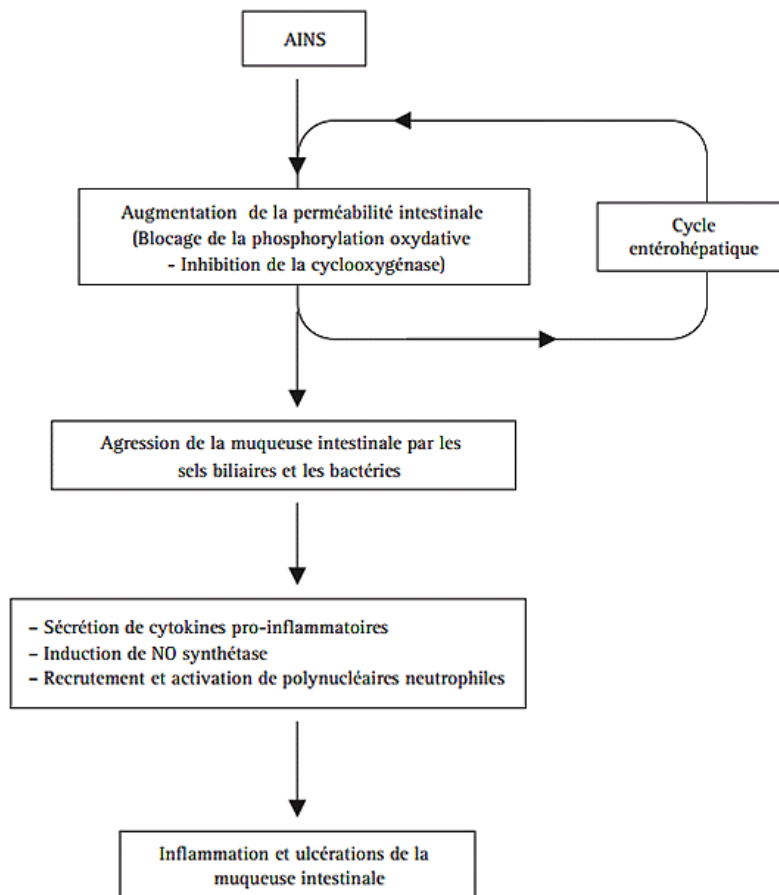 AINS
Augmentation de la perméabilité intestinale
(Blocage de la phosphorylation oxydative
- Inhibition de la cyclooxygénase)
Cycle
entérohépatique
Agression de la muqueuse intestinale par les
sels biliaires et les bactéries
– Sécrétion de cytokines pro-inflammatoires
– Induction de NO synthétase
– Recrutement et activation de polynucléaires neutrophiles
Inflammation et ulcérations de la
muqueuse intestinale